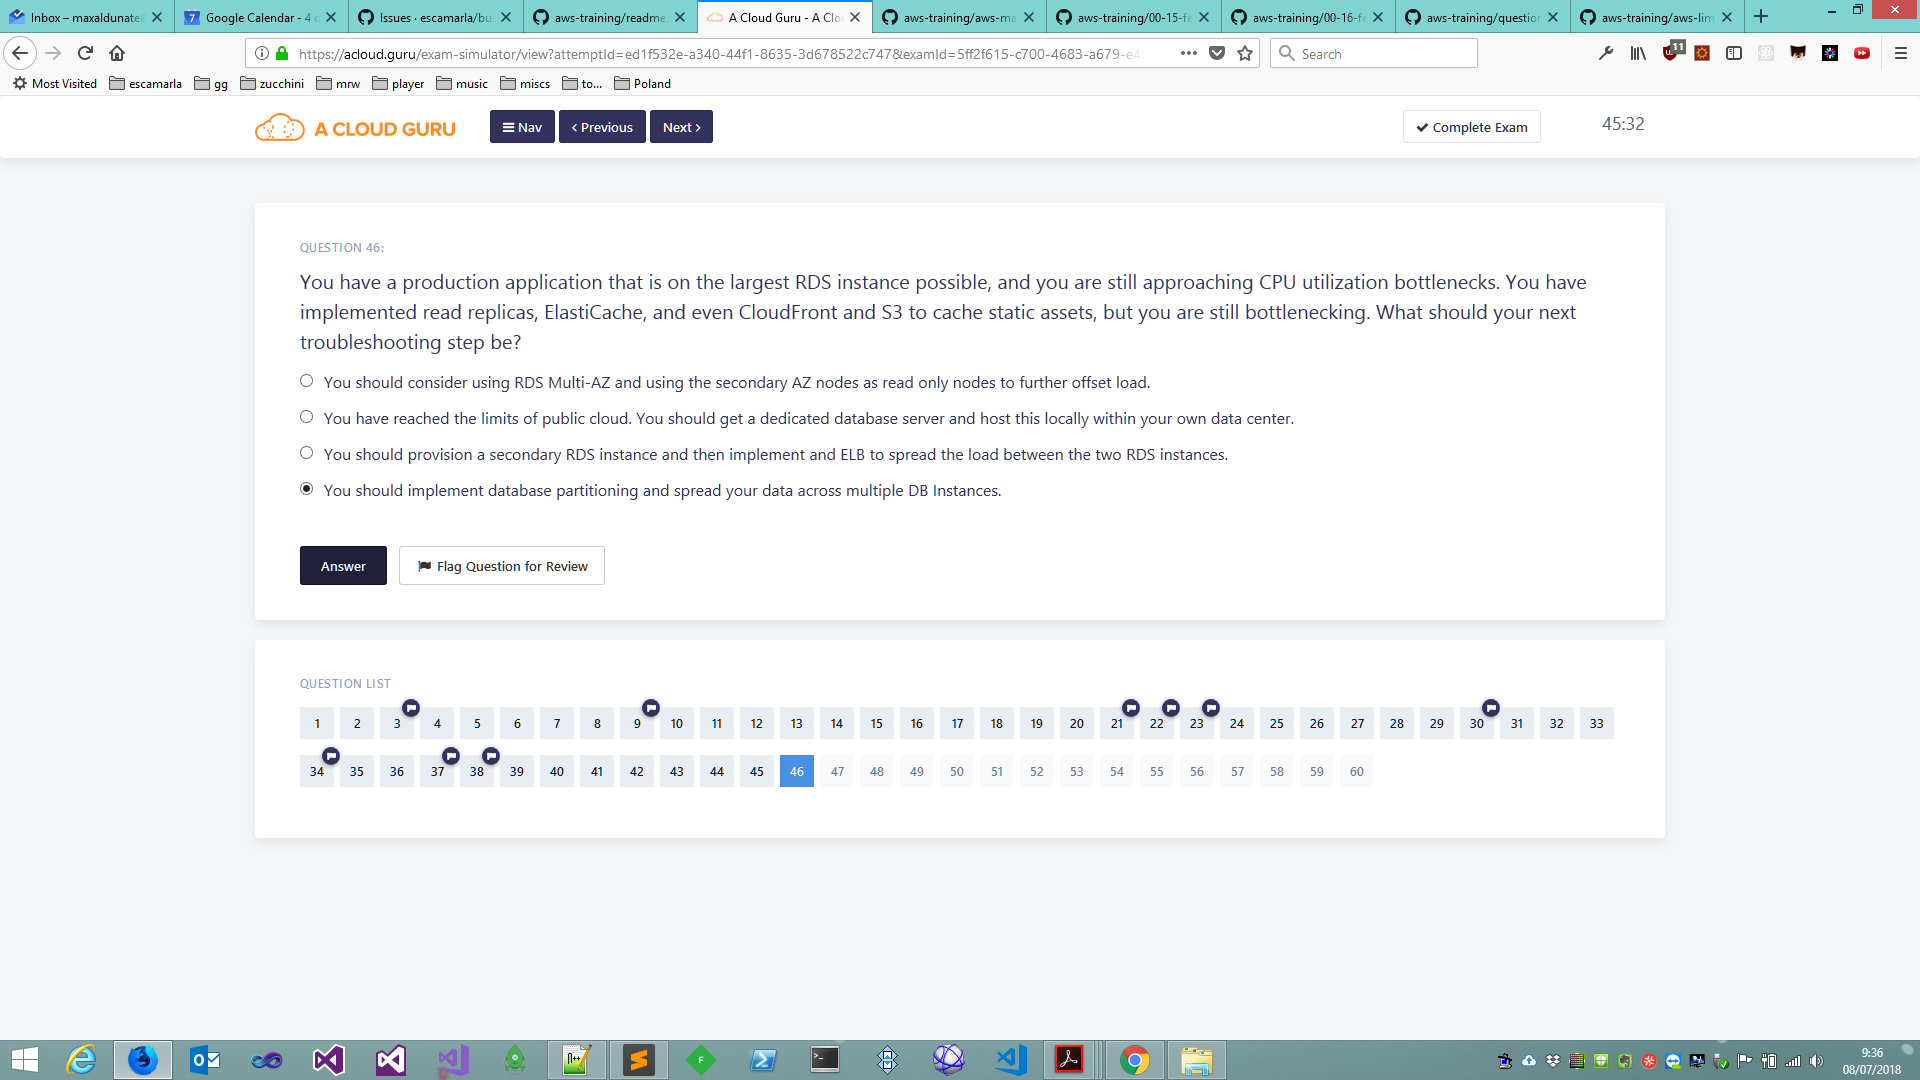 Inbox – maxaldunate
Google Calendar - 4
Issues · escamarla/bu
aws-training/readme.
A Cloud Guru - A Clo
aws-training/aws-ma
aws-training/00-15-fe
aws-training/00-16-fe
aws-training/question
aws-training/aws-lim
https://acloud.guru/exam-simulator/view?attemptId=ed1f532e-a340-44f1-8635-3d678522c747&examId=5ff2f615-c700-4683-a679-e4
Search
11
Most Visited escamarla gg zucchini mrw player music miscs to... Poland
A CLOUD GURU Nav Previous Next Complete Exam 45:32
QUESTION 46:
You have a production application that is on the largest RDS instance possible, and you are still approaching CPU utilization bottlenecks. You have
implemented read replicas, ElastiCache, and even CloudFront and S3 to cache static assets, but you are still bottlenecking. What should your next
troubleshooting step be?
You should consider using RDS Multi-AZ and using the secondary AZ nodes as read only nodes to further offset load.
You have reached the limits of public cloud. You should get a dedicated database server and host this locally within your own data center.
You should provision a secondary RDS instance and then implement and ELB to spread the load between the two RDS instances.
You should implement database partitioning and spread your data across multiple DB Instances.
Answer Flag Question for Review
QUESTION LIST
1 2 3 4 5 6 7 8 9 10 11 12 13 14 15 16 17 18 19 20 21 22 23 24 25 26 27 28 29 30 31 32 33
34 35 36 37 38 39 40 41 42 43 44 45 46 47 48 49 50 51 52 53 54 55 56 57 58 59 60
9:36
08/07/2018